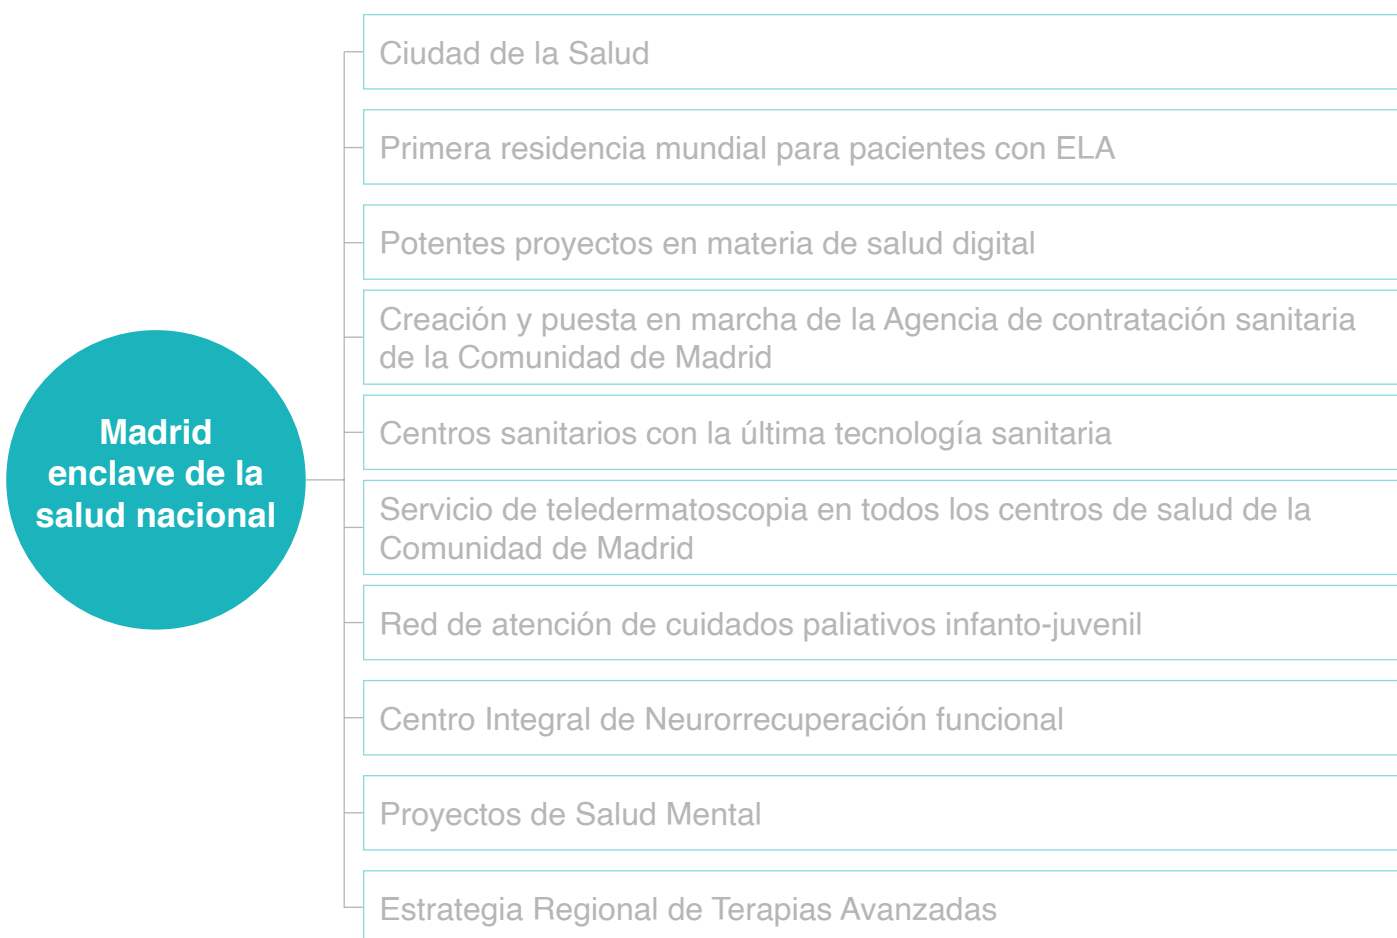 Madrid
enclave de la
salud nacional
Ciudad de la Salud
Primera residencia mundial para pacientes con ELA
Potentes proyectos en materia de salud digital
Creación y puesta en marcha de la Agencia de contratación sanitaria
de la Comunidad de Madrid
Centros sanitarios con la última tecnología sanitaria
Servicio de teledermatoscopia en todos los centros de salud de la
Comunidad de Madrid
Red de atención de cuidados paliativos infanto-juvenil
Centro Integral de Neurorrecuperación funcional
Proyectos de Salud Mental
Estrategia Regional de Terapias Avanzadas